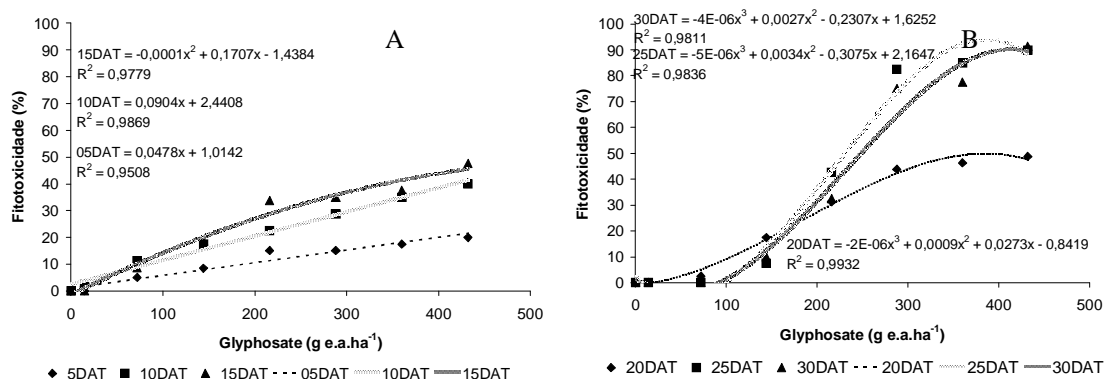 A
Fitotoxicidade (%)
100
90
80
70
60
50
40
30
20
10
0
15DAT = -0,0001x² + 0,1707x - 1,4384
R² = 0,9779
10DAT = 0,0904x + 2,4408
R² = 0,9869
05DAT = 0,0478x + 1,0142
R² = 0,9508
0 100 200 300 400 500
Glyphosate (g e.a.ha⁻¹)
5DAT 10DAT 15DAT 05DAT 10DAT 15DAT
B
Fitotoxicidade (%)
100
90
80
70
60
50
40
30
20
10
0
30DAT = -4E-06x³ + 0,0027x² - 0,2307x + 1,6252
R² = 0,9811
25DAT = -5E-06x³ + 0,0034x² - 0,3075x + 2,1647
R² = 0,9836
20DAT = -2E-06x³ + 0,0009x² + 0,0273x - 0,8419
R² = 0,9932
0 100 200 300 400 500
Glyphosate (g e.a.ha⁻¹)
20DAT 25DAT 30DAT 20DAT 25DAT 30DAT